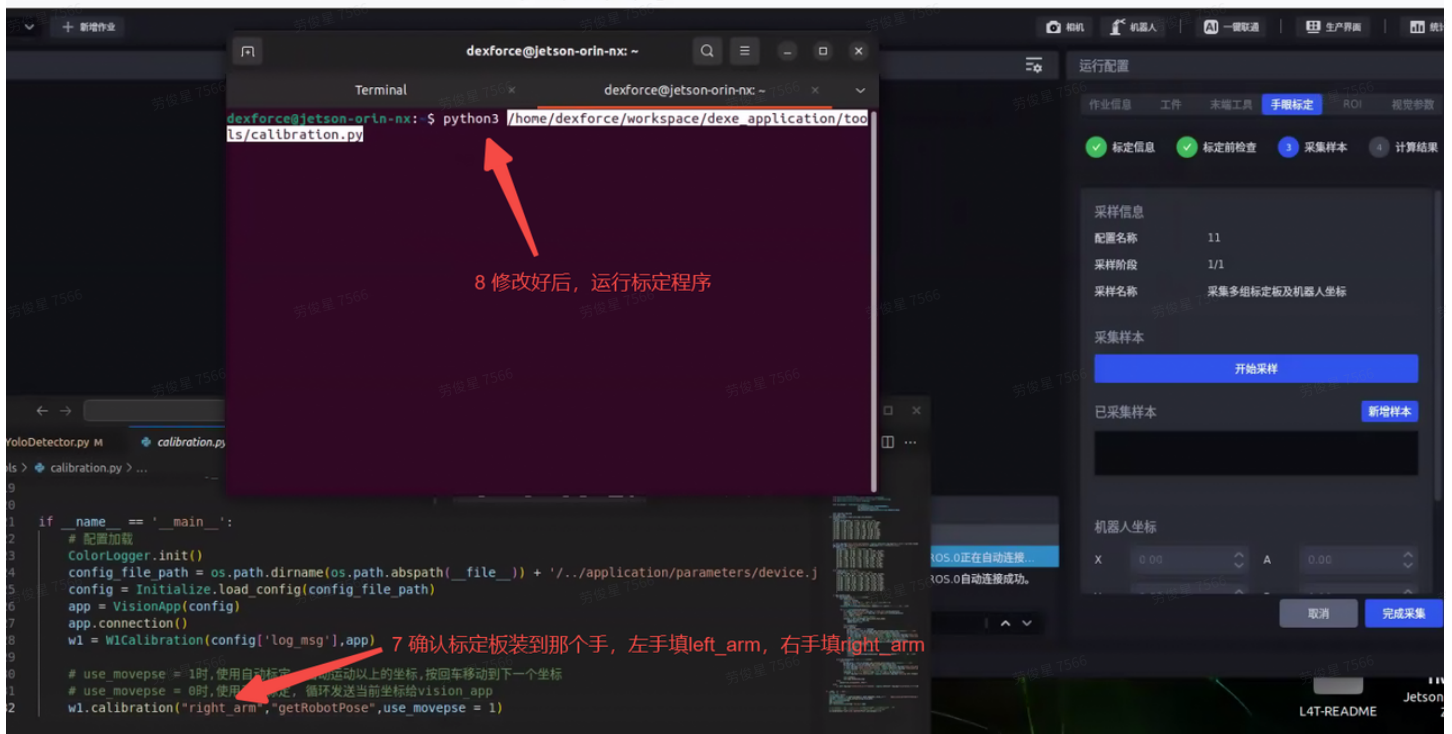 新增作业
相机
机器人
AI 一键联通
生产界面
dexforce@jetson-orin-nx: ~
Terminal
dexforce@jetson-orin-nx: ~
dexforce@jetson-orin-nx:~$ python3 /home/dexforce/workspace/dexe_application/too
ls/calibration.py
8 修改好后，运行标定程序
运行配置
作业信息 工件 末端工具 手眼标定 ROI 视觉参数
标定信息 标定前检查 3 采集样本 4 计算结果
采样信息
配置名称 11
采样阶段 1/1
采样名称 采集多组标定板及机器人坐标
采集样本
开始采样
已采集样本 新增样本
机器人坐标
X 0.00 A 0.00
取消 完成采集
YoloDetector.py M calibration.py
calibration.py > ...
if __name__ == '__main__':
# 配置加载
ColorLogger.init()
config_file_path = os.path.dirname(os.path.abspath(__file__)) + '/../application/parameters/device.j
config = Initialize.load_config(config_file_path)
app = VisionApp(config)
app.connection()
w1 = W1Calibration(config['log_msg'],app)
7 确认标定板装到那个手，左手填left_arm，右手填right_arm
# use_movepse = 1时,使用自动标定 动运动以上的坐标,按回车移动到下一个坐标
# use_movepse = 0时,使用 标定, 循环发送当前坐标给vision_app
w1.calibration("right_arm","getRobotPose",use_movepse = 1)
ROS.0正在自动连接...
ROS.0自动连接成功。
L4T-README
Jetson
劳俊星 7566